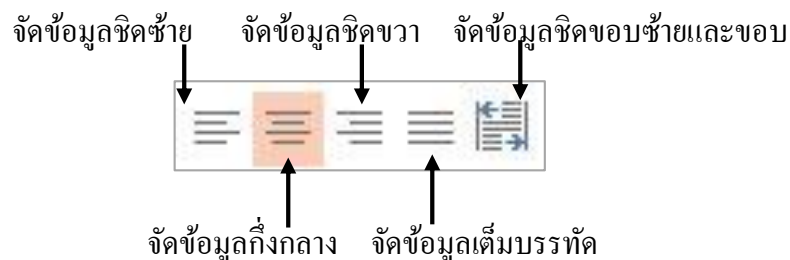 จัดข้อมูลชิดซ้าย จัดข้อมูลชิดขวา จัดข้อมูลชิดขอบซ้ายและขอบ
จัดข้อมูลกึ่งกลาง จัดข้อมูลเต็มบรรทัด